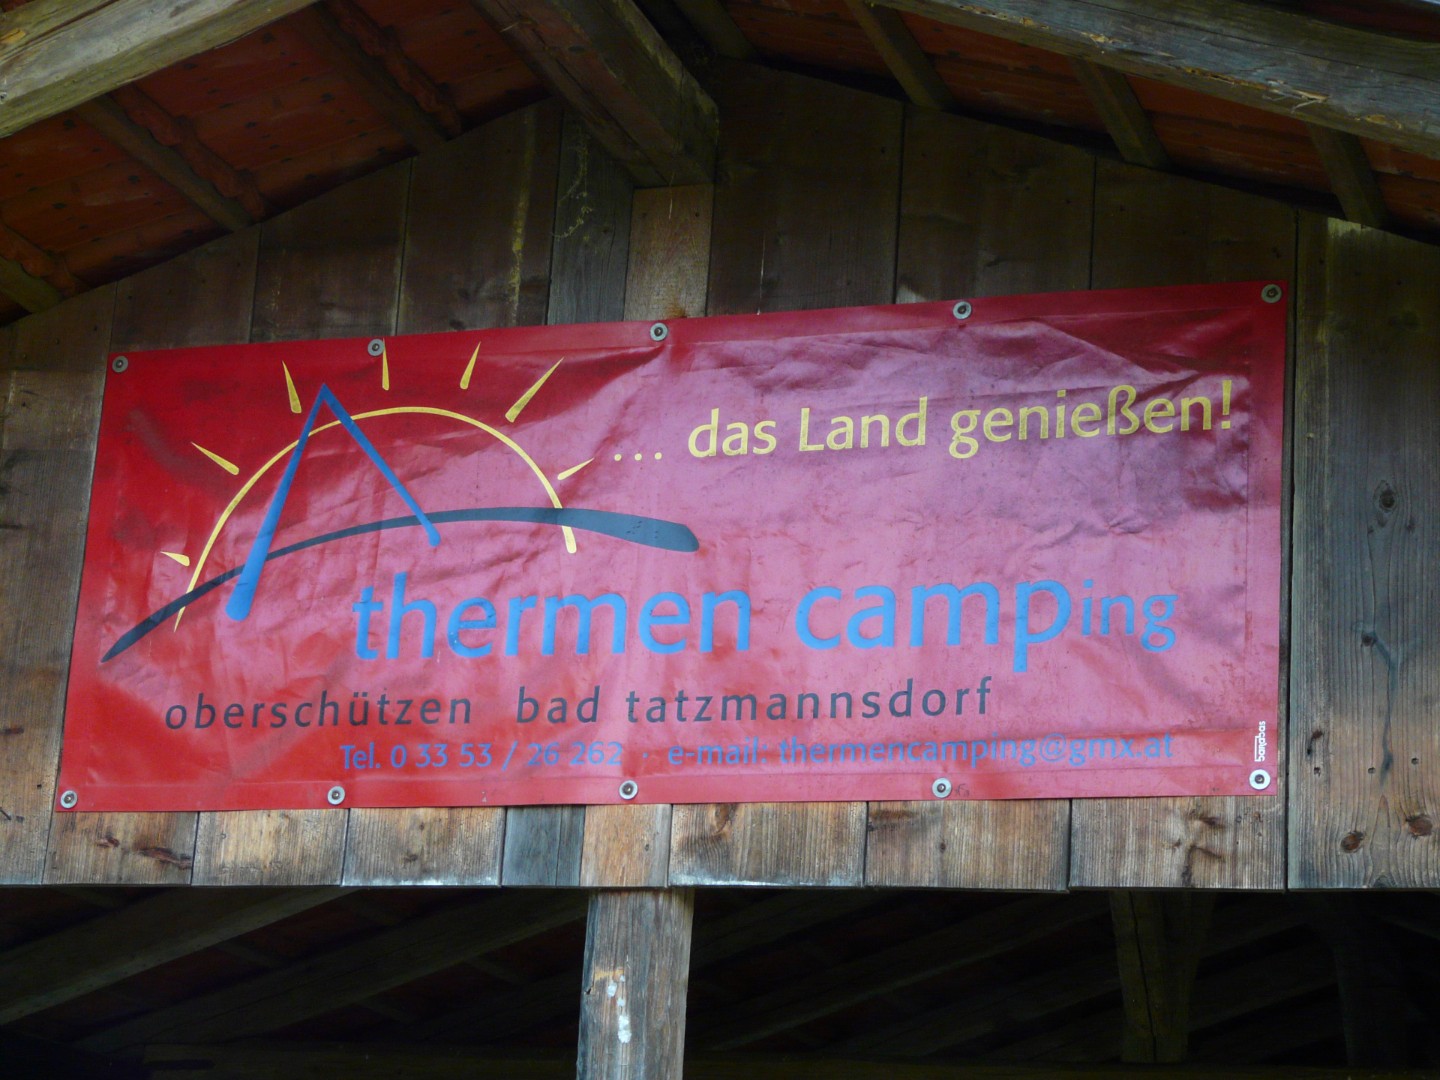 ... das Land genießen!
thermen camping
oberschützen bad tatzmannsdorf
Tel. 0 33 53 / 26 262 · e-mail: thermencamping@gmx.at